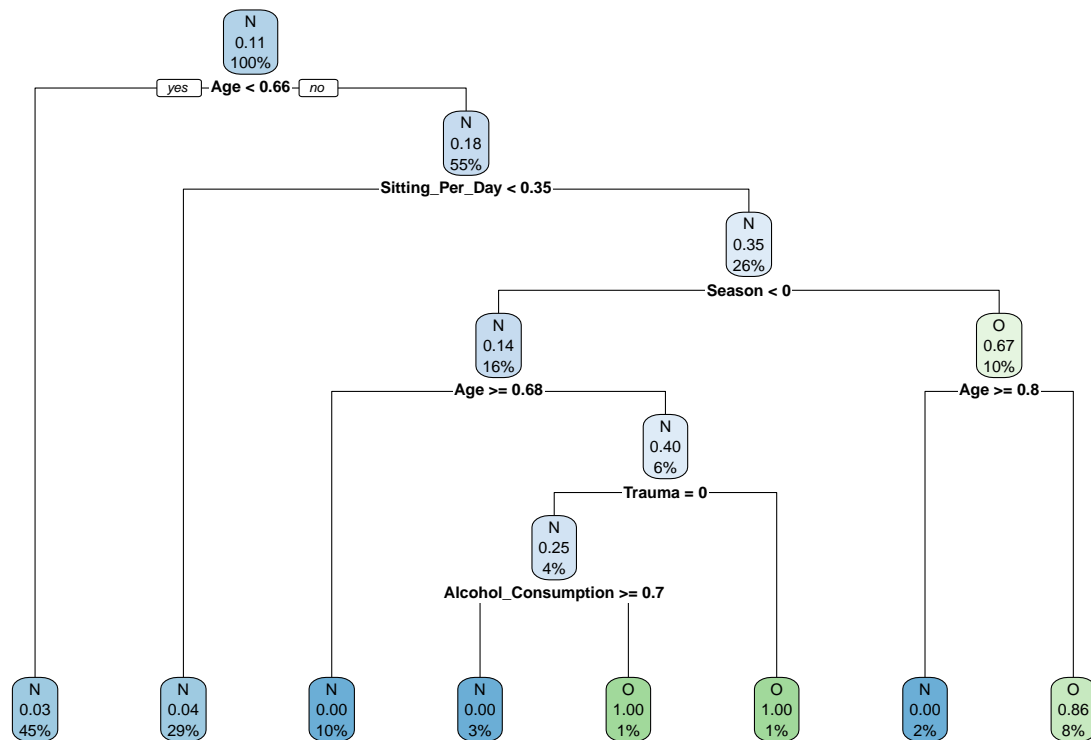 N
0.11
100%
yes Age < 0.66 no
N
0.18
55%
Sitting_Per_Day < 0.35
N
0.35
26%
Season < 0
N
0.14
16%
O
0.67
10%
Age >= 0.68
Age >= 0.8
N
0.40
6%
Trauma = 0
N
0.25
4%
Alcohol_Consumption >= 0.7
N
0.03
45%
N
0.04
29%
N
0.00
10%
N
0.00
3%
O
1.00
1%
O
1.00
1%
N
0.00
2%
O
0.86
8%